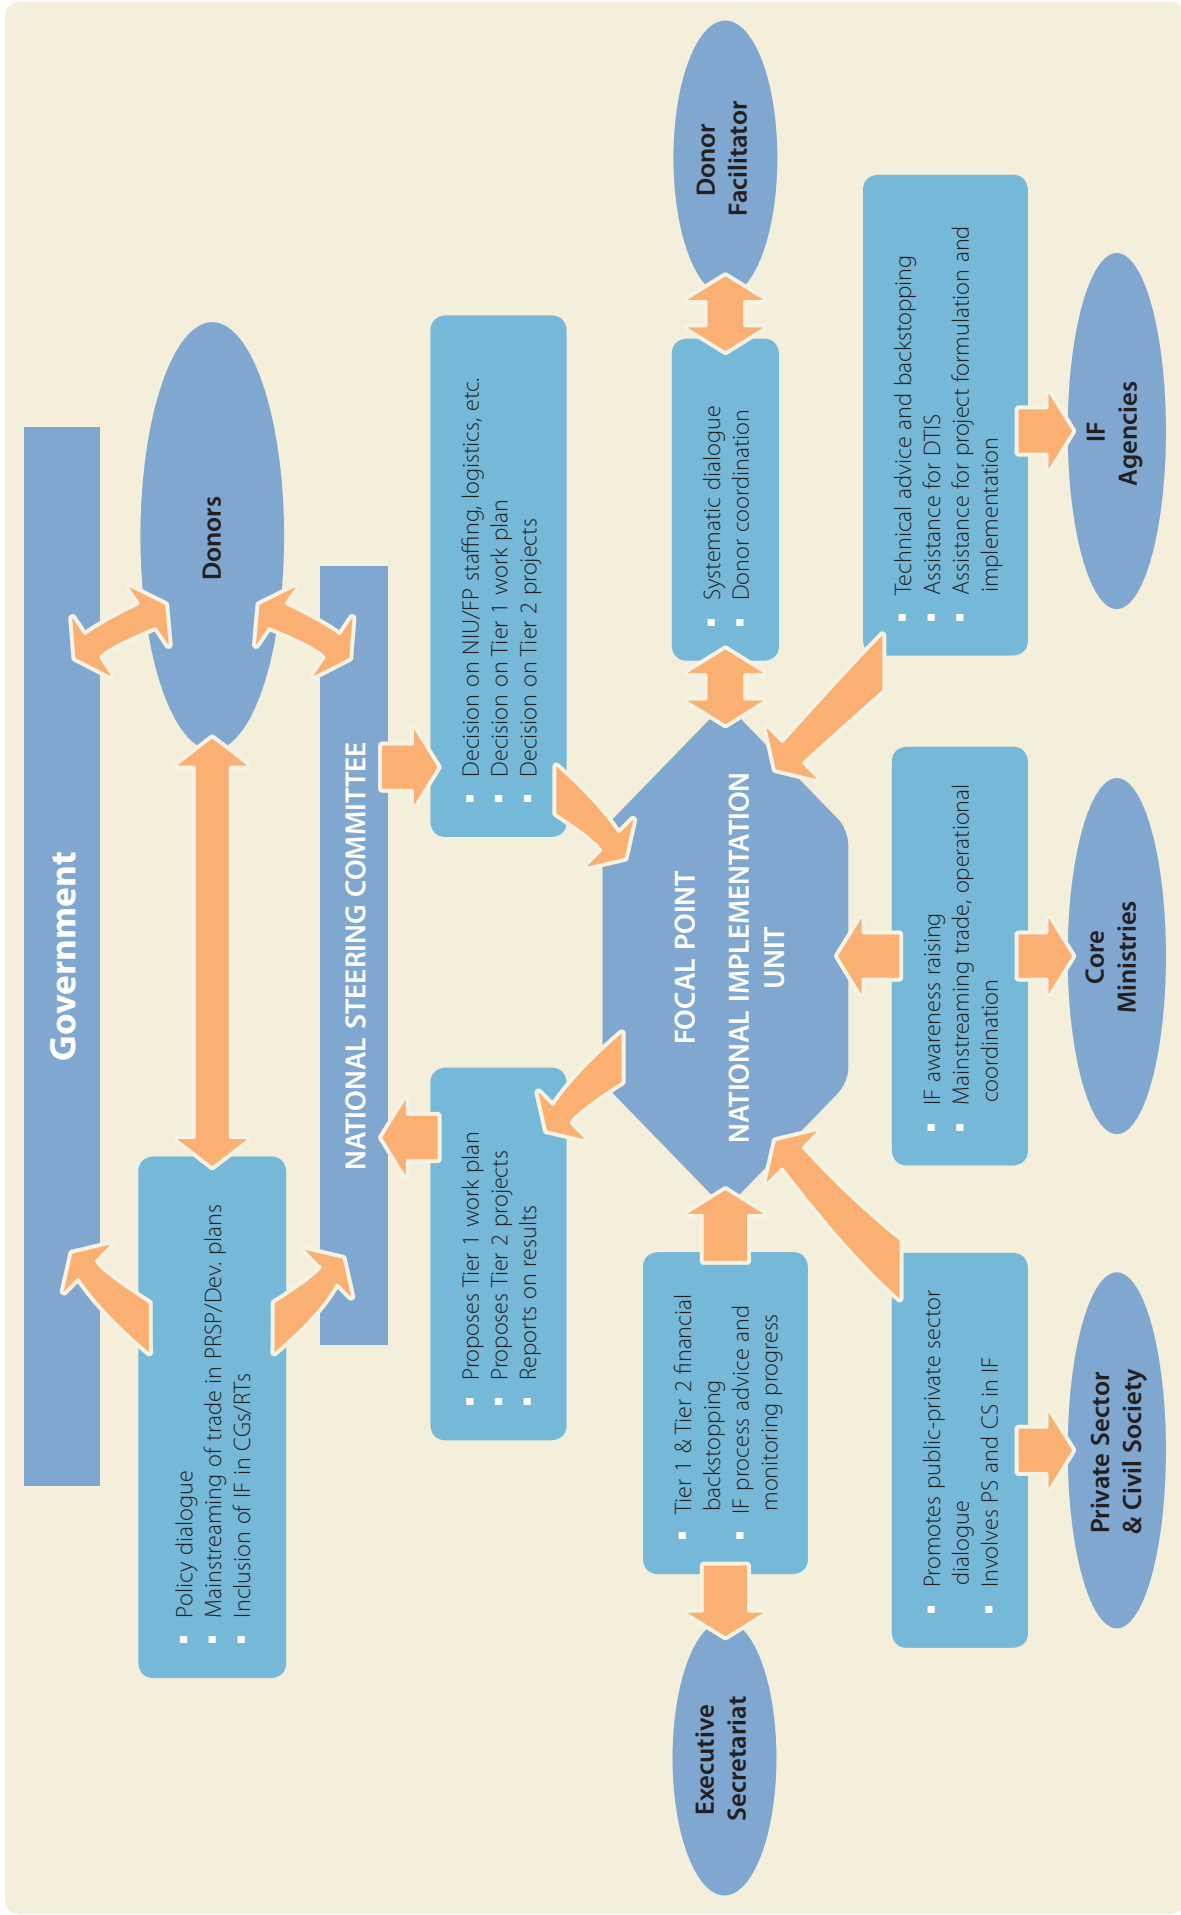 Government
▪ Policy dialogue
▪ Mainstreaming of trade in PRSP/Dev. plans
▪ Inclusion of IF in CGs/RTs
Donors
NATIONAL STEERING COMMITTEE
▪ Proposes Tier 1 work plan
▪ Proposes Tier 2 projects
▪ Reports on results
▪ Decision on NIU/FP staffing, logistics, etc.
▪ Decision on Tier 1 work plan
▪ Decision on Tier 2 projects
Executive
Secretariat
▪ Tier 1 & Tier 2 financial
backstopping
▪ IF process advice and
monitoring progress
FOCAL POINT
NATIONAL IMPLEMENTATION
UNIT
▪ Systematic dialogue
▪ Donor coordination
Donor
Facilitator
▪ Promotes public-private sector
dialogue
▪ Involves PS and CS in IF
▪ IF awareness raising
▪ Mainstreaming trade, operational
coordination
▪ Technical advice and backstopping
▪ Assistance for DTIS
▪ Assistance for project formulation and
implementation
Private Sector
& Civil Society
Core
Ministries
IF
Agencies